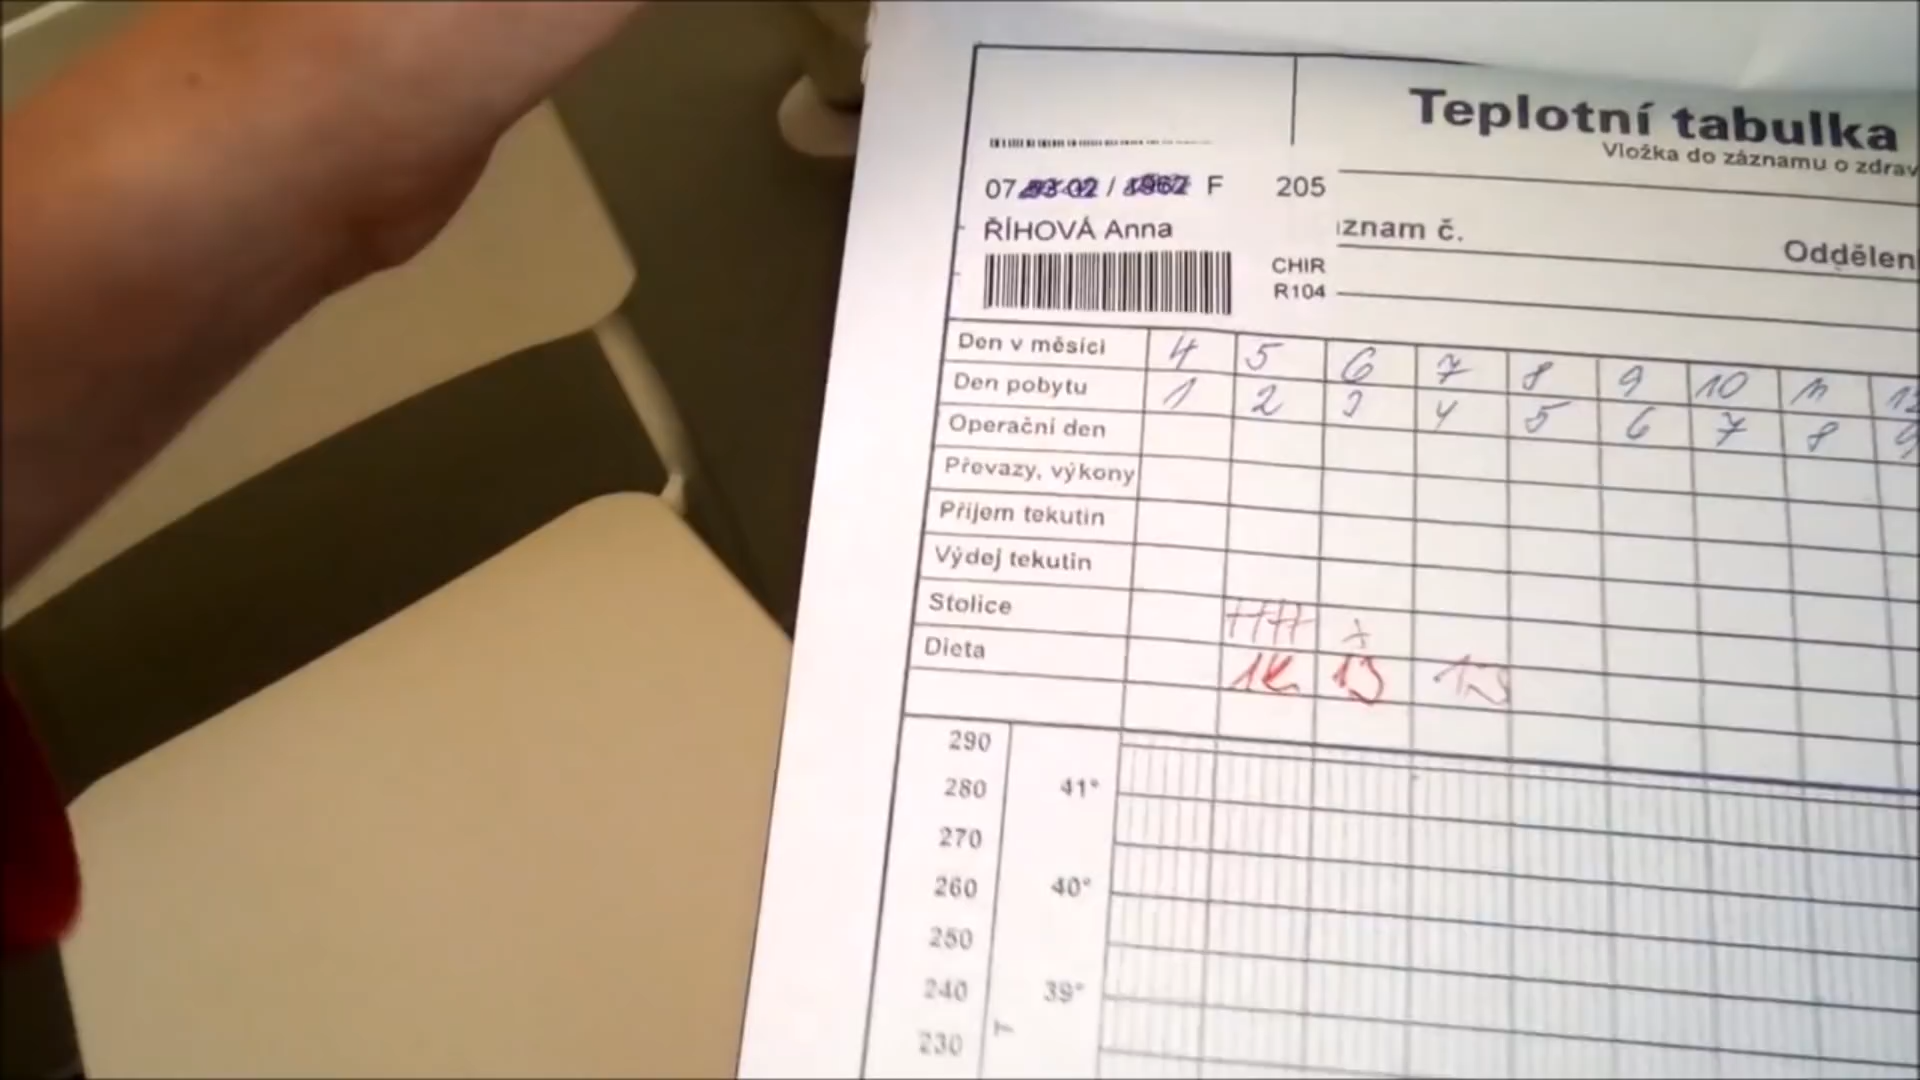 Teplotní tabulka
Vložka do záznamu o zdrav
07 / F 205
ŘÍHOVÁ Anna
znam č.
Oddělen
CHIR
R104
Den v měsíci 4 5 6 7 8 9 10 11 12
Den pobytu 1 2 3 4 5 6 7 8 9
Operační den
Převazy, výkony
Příjem tekutin
Výdej tekutin
Stolice
Dieta
290
280 41°
270
260 40°
250
240 39°
230
T